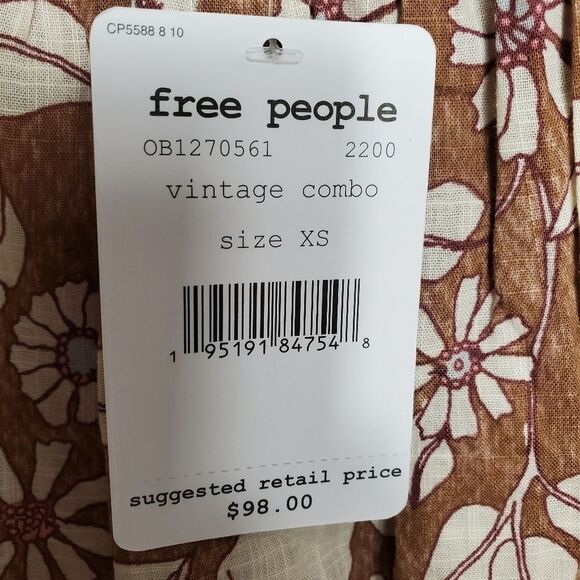 CP5588 8 10
free people
OB1270561 2200
vintage combo
size XS
1 95191 84754 8
suggested retail price
$98.00